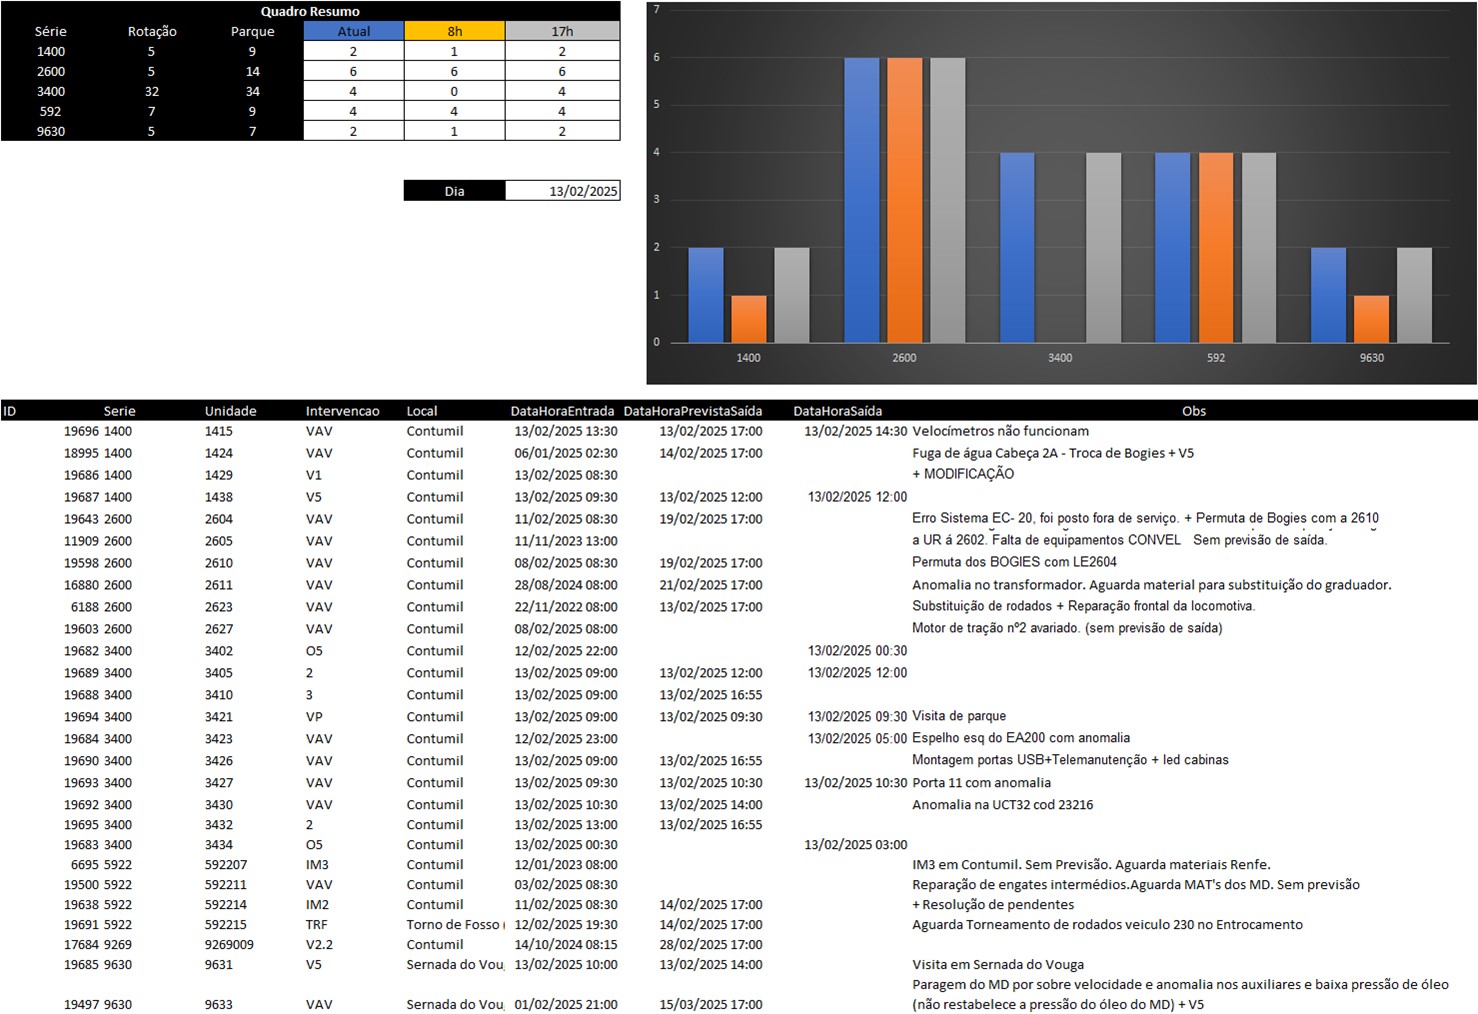 Quadro Resumo
Série Rotação Parque Atual 8h 17h
1400 5 9 2 1 2
2600 5 14 6 6 6
3400 32 34 4 0 4
592 7 9 4 4 4
9630 5 7 2 1 2
Dia 13/02/2025
7
6
5
4
3
2
1
0
1400 2600 3400 592 9630
ID Serie Unidade Intervencao Local DataHoraEntrada DataHoraPrevistaSaída DataHoraSaída Obs
19696 1400 1415 VAV Contumil 13/02/2025 13:30 13/02/2025 17:00 13/02/2025 14:30 Velocímetros não funcionam
18995 1400 1424 VAV Contumil 06/01/2025 02:30 14/02/2025 17:00 Fuga de água Cabeça 2A - Troca de Bogies + V5
19686 1400 1429 V1 Contumil 13/02/2025 08:30 + MODIFICAÇÃO
19687 1400 1438 V5 Contumil 13/02/2025 09:30 13/02/2025 12:00 13/02/2025 12:00
19643 2600 2604 VAV Contumil 11/02/2025 08:30 19/02/2025 17:00 Erro Sistema EC- 20, foi posto fora de serviço. + Permuta de Bogies com a 2610
11909 2600 2605 VAV Contumil 11/11/2023 13:00 a UR á 2602. Falta de equipamentos CONVEL Sem previsão de saída.
19598 2600 2610 VAV Contumil 08/02/2025 08:30 19/02/2025 17:00 Permuta dos BOGIES com LE2604
16880 2600 2611 VAV Contumil 28/08/2024 08:00 21/02/2025 17:00 Anomalia no transformador. Aguarda material para substituição do graduador.
6188 2600 2623 VAV Contumil 22/11/2022 08:00 13/02/2025 17:00 Substituição de rodados + Reparação frontal da locomotiva.
19603 2600 2627 VAV Contumil 08/02/2025 08:00 Motor de tração nº2 avariado. (sem previsão de saída)
19682 3400 3402 O5 Contumil 12/02/2025 22:00 13/02/2025 00:30
19689 3400 3405 2 Contumil 13/02/2025 09:00 13/02/2025 12:00 13/02/2025 12:00
19688 3400 3410 3 Contumil 13/02/2025 09:00 13/02/2025 16:55
19694 3400 3421 VP Contumil 13/02/2025 09:00 13/02/2025 09:30 13/02/2025 09:30 Visita de parque
19684 3400 3423 VAV Contumil 12/02/2025 23:00 13/02/2025 05:00 Espelho esq do EA200 com anomalia
19690 3400 3426 VAV Contumil 13/02/2025 09:00 13/02/2025 16:55 Montagem portas USB+Telemanutenção + led cabinas
19693 3400 3427 VAV Contumil 13/02/2025 09:30 13/02/2025 10:30 13/02/2025 10:30 Porta 11 com anomalia
19692 3400 3430 VAV Contumil 13/02/2025 10:30 13/02/2025 14:00 Anomalia na UCT32 cod 23216
19695 3400 3432 2 Contumil 13/02/2025 13:00 13/02/2025 16:55
19683 3400 3434 O5 Contumil 13/02/2025 00:30 13/02/2025 03:00
6695 5922 592207 IM3 Contumil 12/01/2023 08:00 IM3 em Contumil. Sem Previsão. Aguarda materiais Renfe.
19500 5922 592211 VAV Contumil 03/02/2025 08:30 Reparação de engates intermédios.Aguarda MAT's dos MD. Sem previsão
19638 5922 592214 IM2 Contumil 11/02/2025 08:30 14/02/2025 17:00 + Resolução de pendentes
19691 5922 592215 TRF Torno de Fosso ( 12/02/2025 19:30 14/02/2025 17:00 Aguarda Torneamento de rodados veiculo 230 no Entrocamento
17684 9269 9269009 V2.2 Contumil 14/10/2024 08:15 28/02/2025 17:00
19685 9630 9631 V5 Sernada do Voug 13/02/2025 10:00 13/02/2025 14:00 Visita em Sernada do Vouga
Paragem do MD por sobre velocidade e anomalia nos auxiliares e baixa pressão de óleo
19497 9630 9633 VAV Sernada do Voug 01/02/2025 21:00 15/03/2025 17:00 (não restabelece a pressão do óleo do MD) + V5